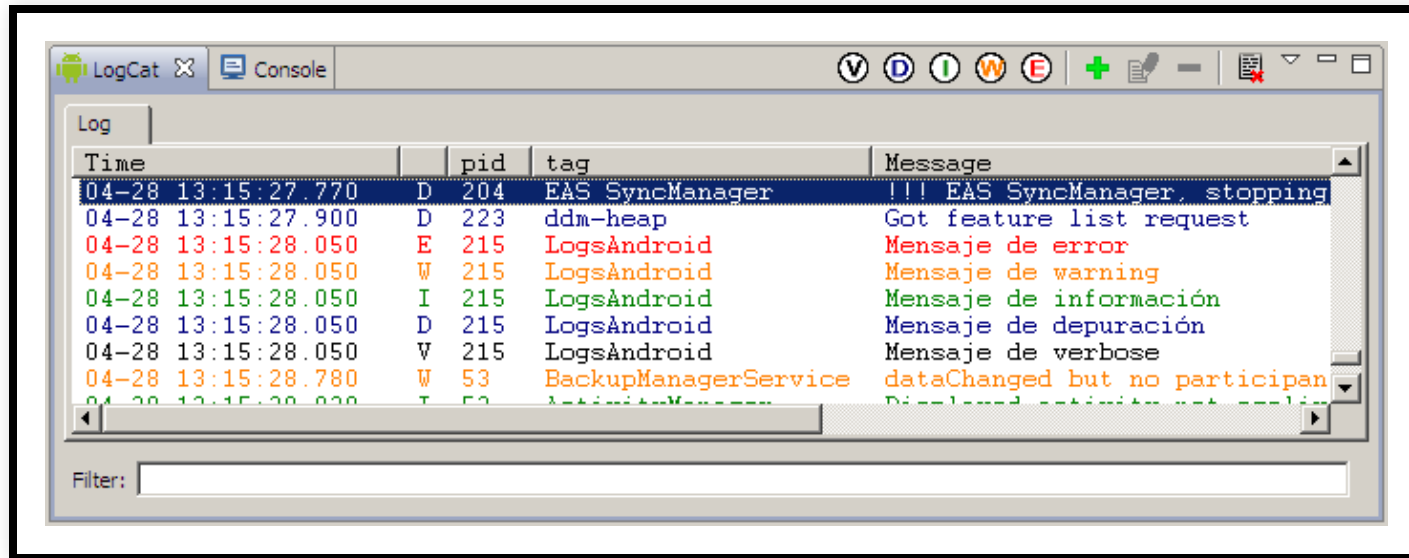 LogCat Console V D I W E
Log
Time pid tag Message
04-28 13:15:27.770 D 204 EAS SyncManager !!! EAS SyncManager, stopping
04-28 13:15:27.900 D 223 ddm-heap Got feature list request
04-28 13:15:28.050 E 215 LogsAndroid Mensaje de error
04-28 13:15:28.050 W 215 LogsAndroid Mensaje de warning
04-28 13:15:28.050 I 215 LogsAndroid Mensaje de información
04-28 13:15:28.050 D 215 LogsAndroid Mensaje de depuración
04-28 13:15:28.050 V 215 LogsAndroid Mensaje de verbose
04-28 13:15:28.780 W 53 BackupManagerService dataChanged but no participan
Filter: